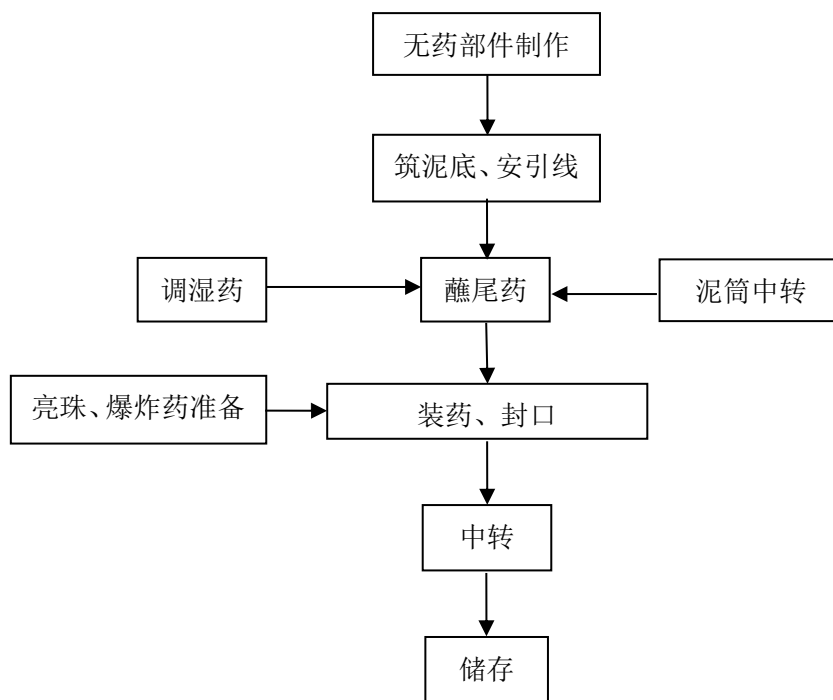 无药部件制作
筑泥底、安引线
调湿药
蘸尾药
泥筒中转
亮珠、爆炸药准备
装药、封口
中转
储存